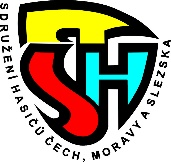 SH
SDRUŽENÍ HASIČŮ ČECH, MORAVY A SLEZSKA